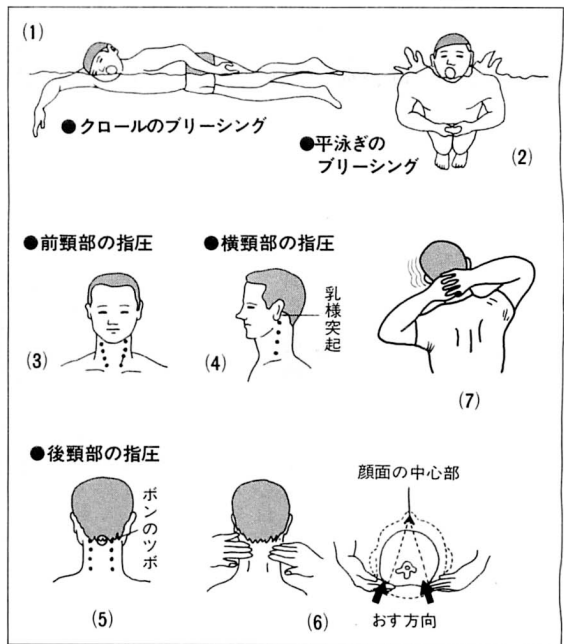 (1)
●クロールのブリーシング
●平泳ぎの
ブリーシング
(2)
●前頸部の指圧
(3)
●横頸部の指圧
乳様突起
(4)
(7)
●後頸部の指圧
ボンのツボ
(5)
(6)
顔面の中心部
おす方向